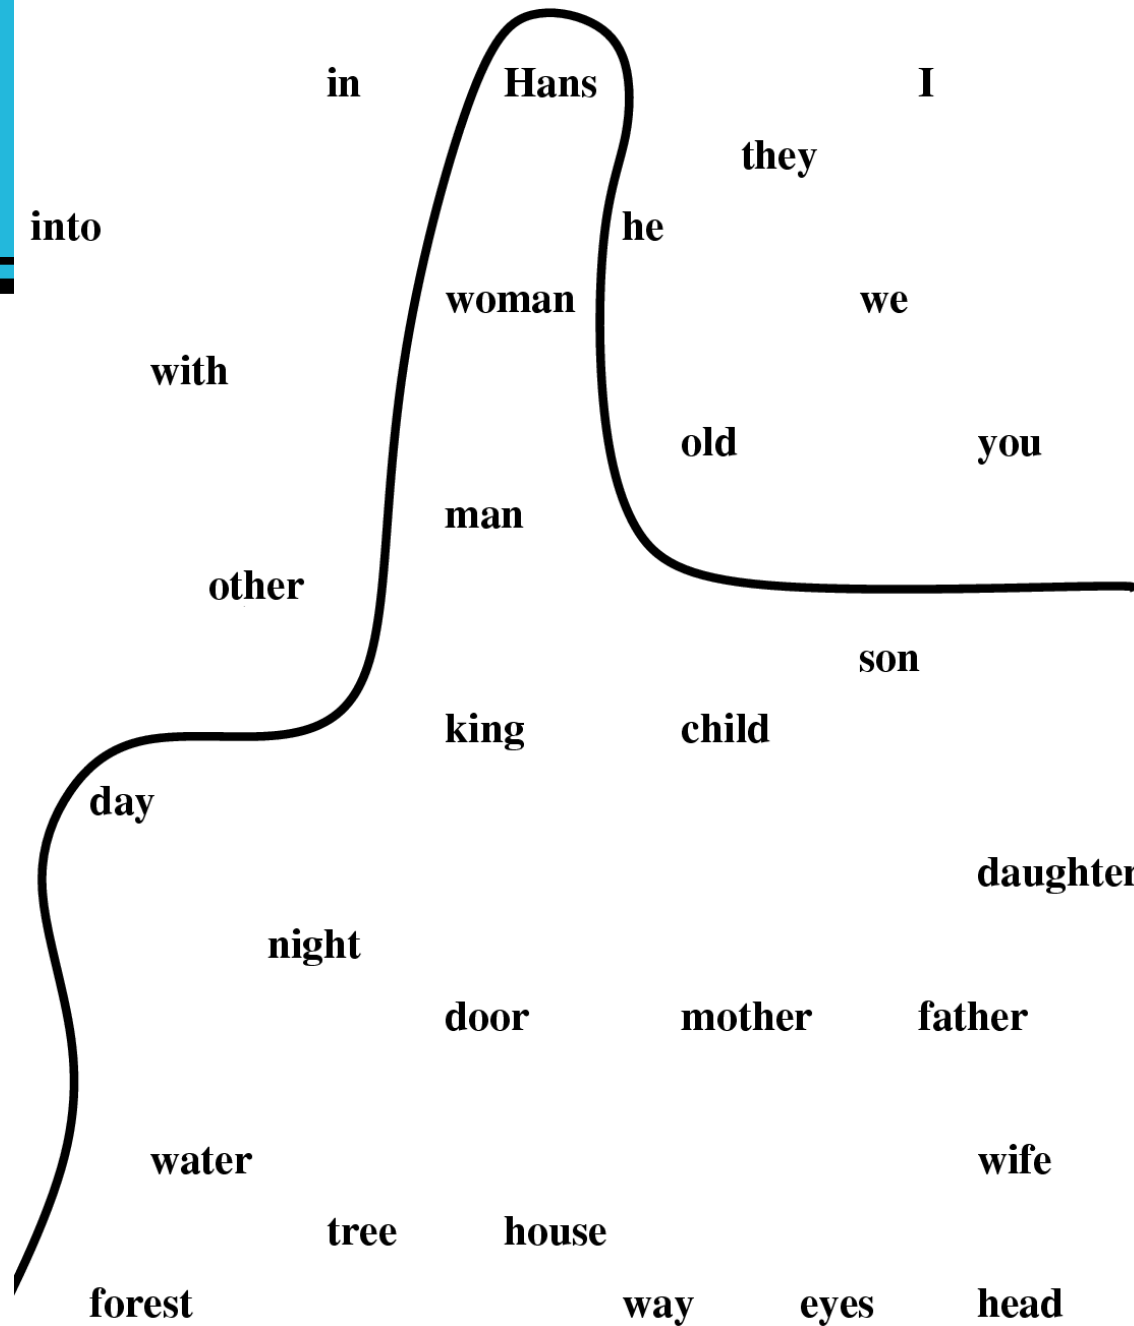 in Hans I
they
into he
woman we
with
old you
man
other
son
king child
day
daughter
night
door mother father
water wife
tree house
forest way eyes head